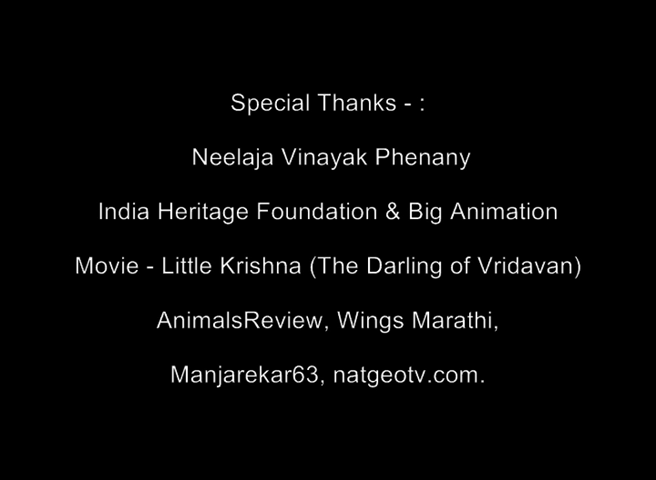 Special Thanks - :
Neelaja Vinayak Phenany
India Heritage Foundation & Big Animation
Movie - Little Krishna (The Darling of Vridavan)
AnimalsReview, Wings Marathi,
Manjarekar63, natgeotv.com.